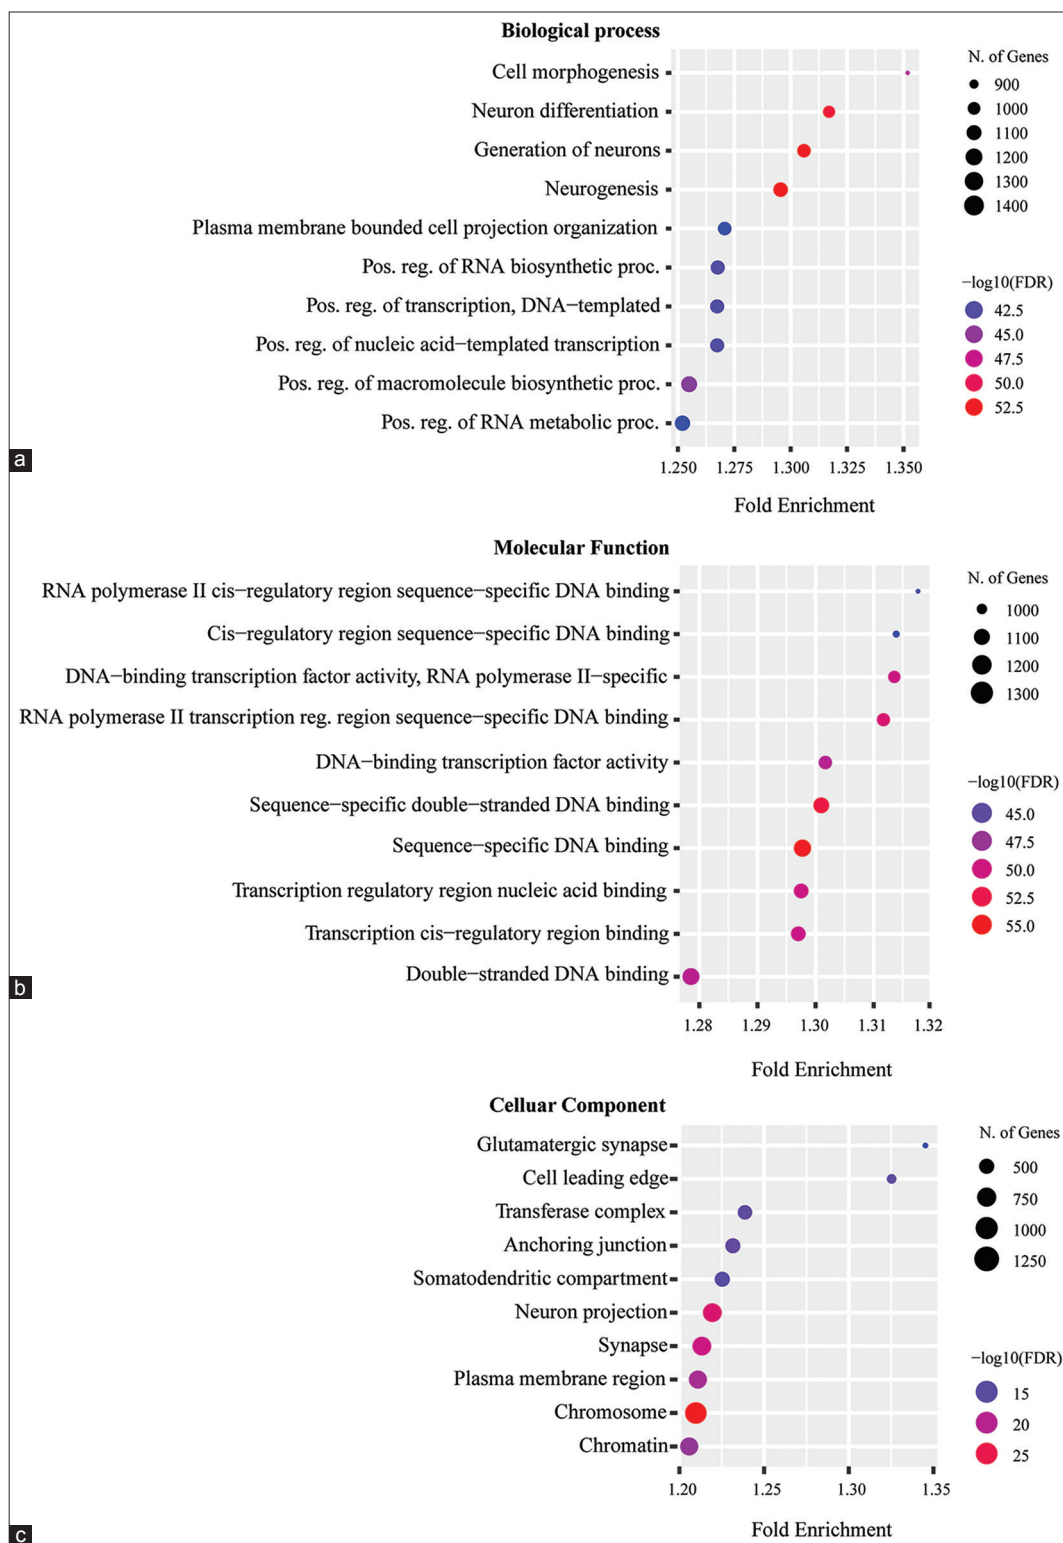 Biological process
Cell morphogenesis
Neuron differentiation
Generation of neurons
Neurogenesis
Plasma membrane bounded cell projection organization
Pos. reg. of RNA biosynthetic proc.
Pos. reg. of transcription, DNA−templated
Pos. reg. of nucleic acid−templated transcription
Pos. reg. of macromolecule biosynthetic proc.
Pos. reg. of RNA metabolic proc.
1.250 1.275 1.300 1.325 1.350
Fold Enrichment
N. of Genes
900
1000
1100
1200
1300
1400
−log10(FDR)
42.5
45.0
47.5
50.0
52.5
a
Molecular Function
RNA polymerase II cis−regulatory region sequence−specific DNA binding
Cis−regulatory region sequence−specific DNA binding
DNA−binding transcription factor activity, RNA polymerase II−specific
RNA polymerase II transcription reg. region sequence−specific DNA binding
DNA−binding transcription factor activity
Sequence−specific double−stranded DNA binding
Sequence−specific DNA binding
Transcription regulatory region nucleic acid binding
Transcription cis−regulatory region binding
Double−stranded DNA binding
1.28 1.29 1.30 1.31 1.32
Fold Enrichment
N. of Genes
1000
1100
1200
1300
−log10(FDR)
45.0
47.5
50.0
52.5
55.0
b
Celluar Component
Glutamatergic synapse
Cell leading edge
Transferase complex
Anchoring junction
Somatodendritic compartment
Neuron projection
Synapse
Plasma membrane region
Chromosome
Chromatin
1.20 1.25 1.30 1.35
Fold Enrichment
N. of Genes
500
750
1000
1250
−log10(FDR)
15
20
25
c